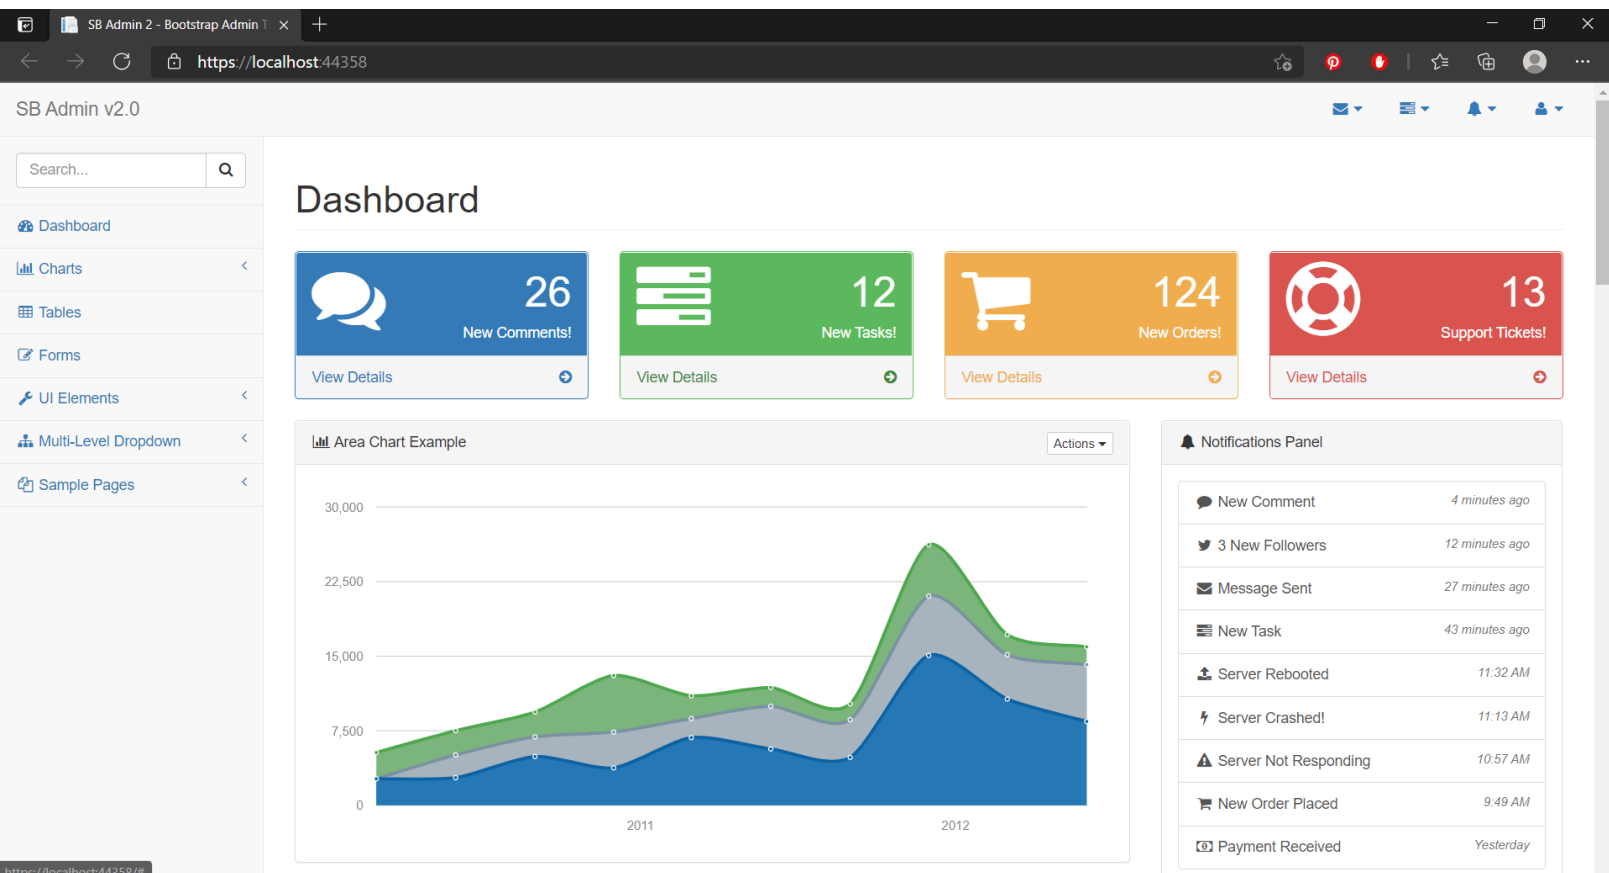 SB Admin 2 - Bootstrap Admin T
https://localhost:44358
SB Admin v2.0
Search...
Dashboard
Charts
Tables
Forms
UI Elements
Multi-Level Dropdown
Sample Pages
Dashboard
26
New Comments!
View Details
12
New Tasks!
View Details
124
New Orders!
View Details
13
Support Tickets!
View Details
Area Chart Example
Actions
30,000
22,500
15,000
7,500
0
2011
2012
Notifications Panel
New Comment 4 minutes ago
3 New Followers 12 minutes ago
Message Sent 27 minutes ago
New Task 43 minutes ago
Server Rebooted 11:32 AM
Server Crashed! 11:13 AM
Server Not Responding 10:57 AM
New Order Placed 9:49 AM
Payment Received Yesterday
https://localhost:44358/#